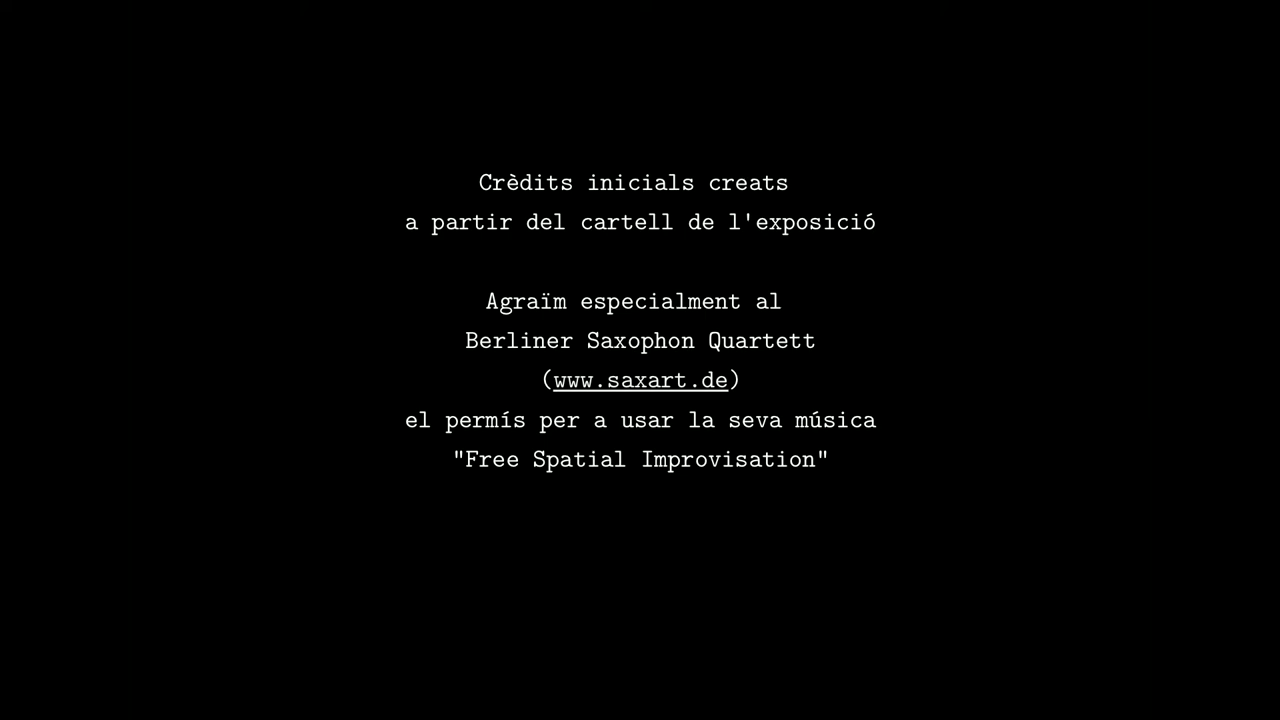 Crèdits inicials creats
a partir del cartell de l'exposició
Agraïm especialment al
Berliner Saxophon Quartett
(www.saxart.de)
el permís per a usar la seva música
"Free Spatial Improvisation"